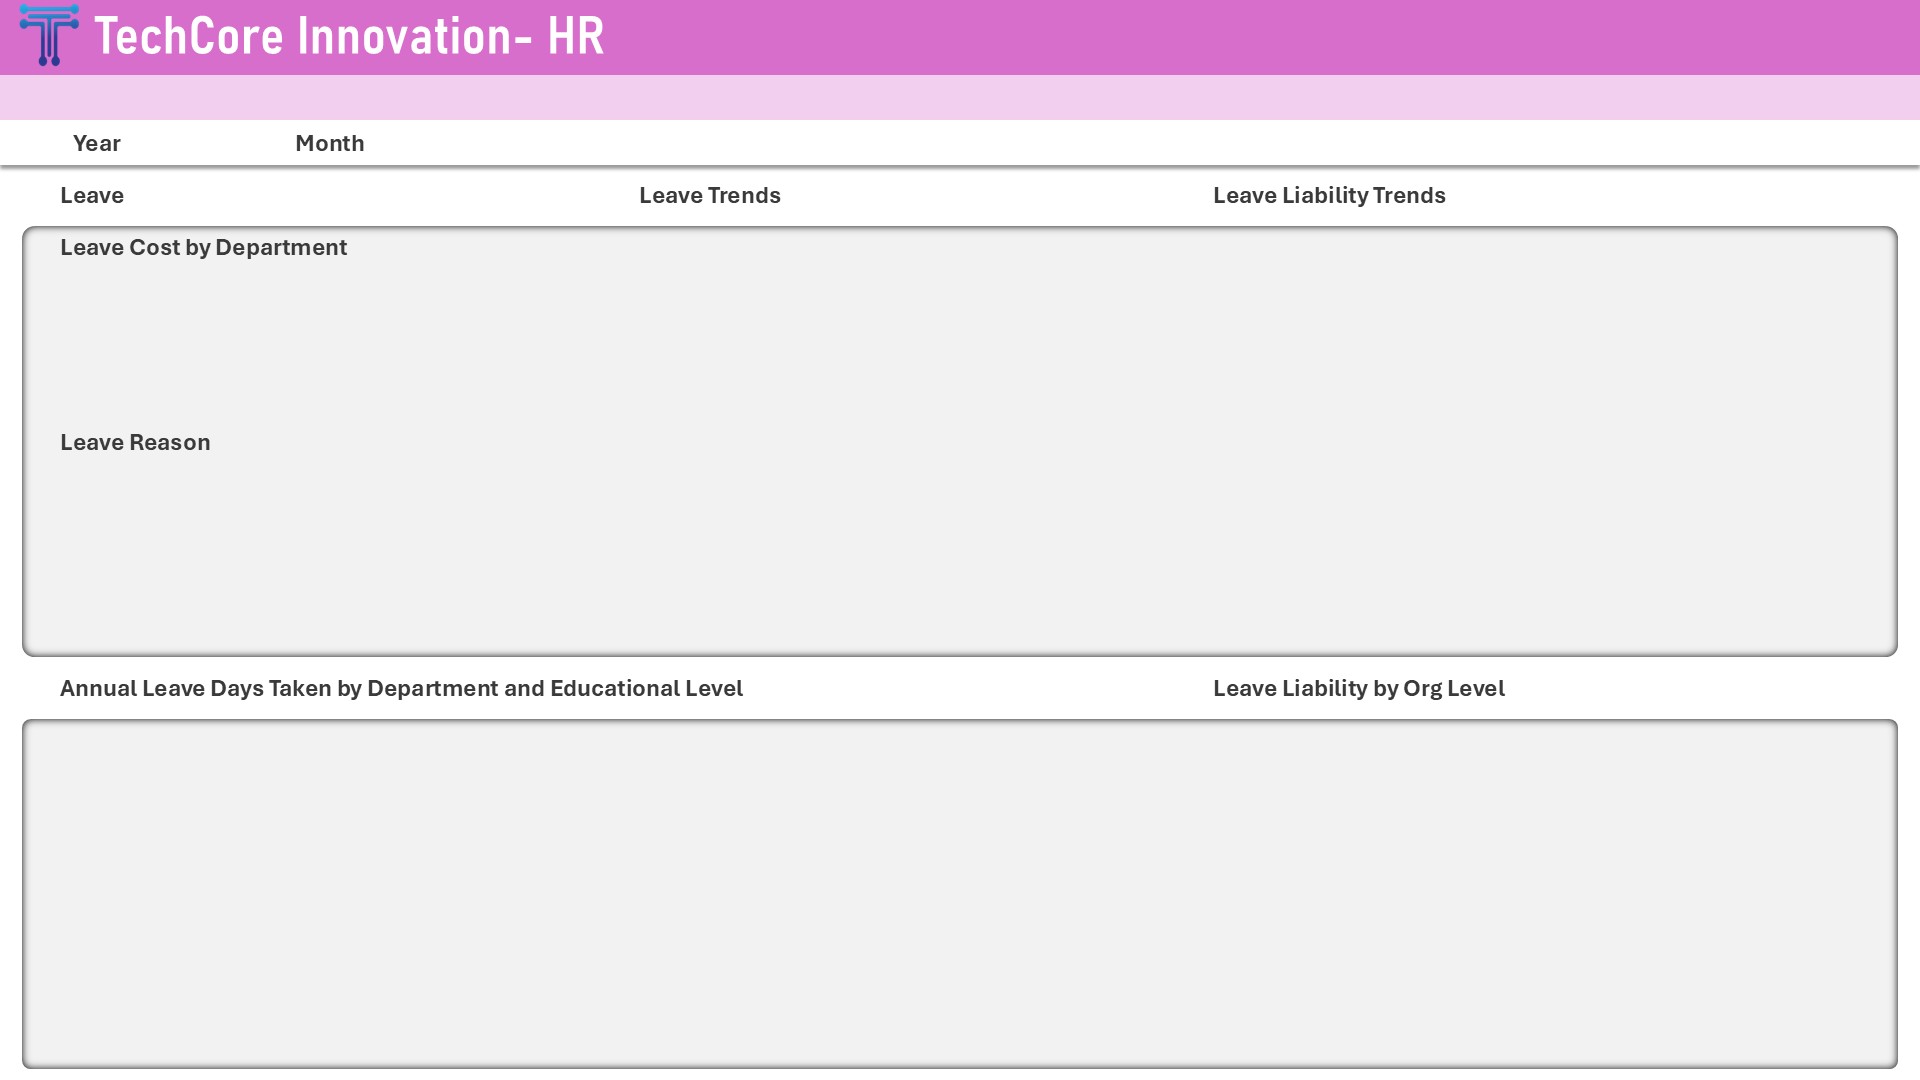 TechCore Innovation- HR
Year Month
Leave Leave Trends Leave Liability Trends
Leave Cost by Department
Leave Reason
Annual Leave Days Taken by Department and Educational Level Leave Liability by Org Level